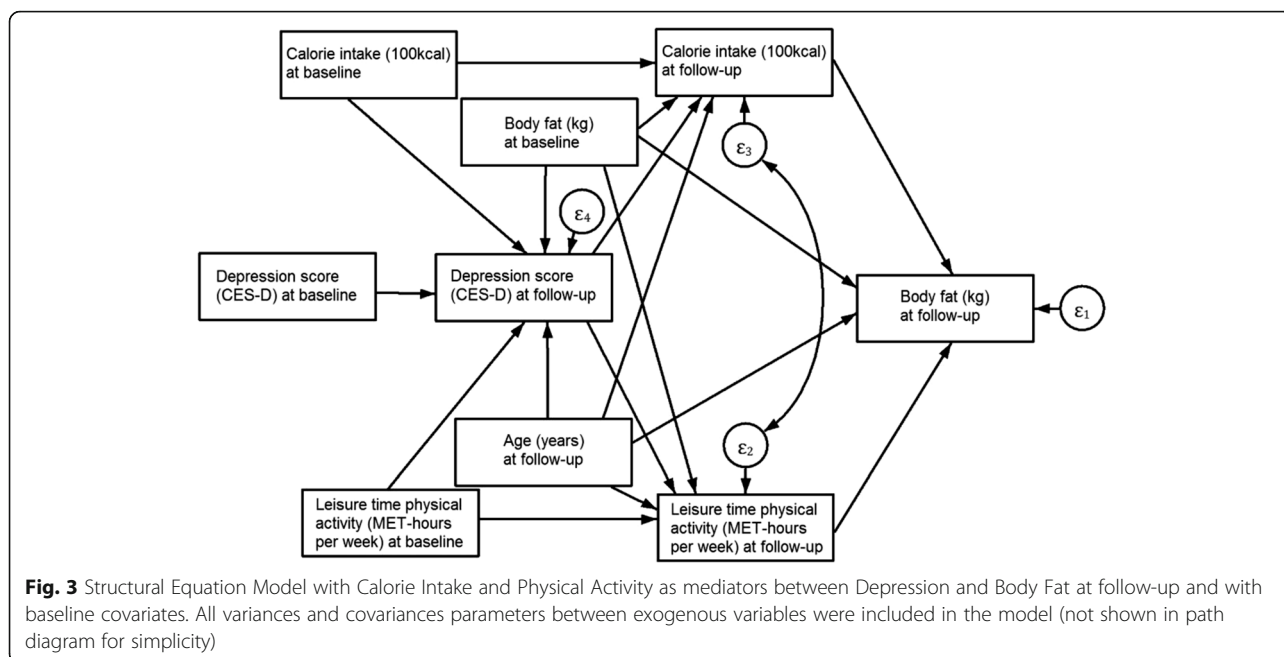 Calorie intake (100kcal)
at baseline
Calorie intake (100kcal)
at follow-up
Body fat (kg)
at baseline
ε3
ε4
Depression score
(CES-D) at baseline
Depression score
(CES-D) at follow-up
Body fat (kg)
at follow-up
ε1
Age (years)
at follow-up
ε2
Leisure time physical
activity (MET-hours
per week) at baseline
Leisure time physical
activity (MET-hours
per week) at follow-up
Fig. 3 Structural Equation Model with Calorie Intake and Physical Activity as mediators between Depression and Body Fat at follow-up and with
baseline covariates. All variances and covariances parameters between exogenous variables were included in the model (not shown in path
diagram for simplicity)